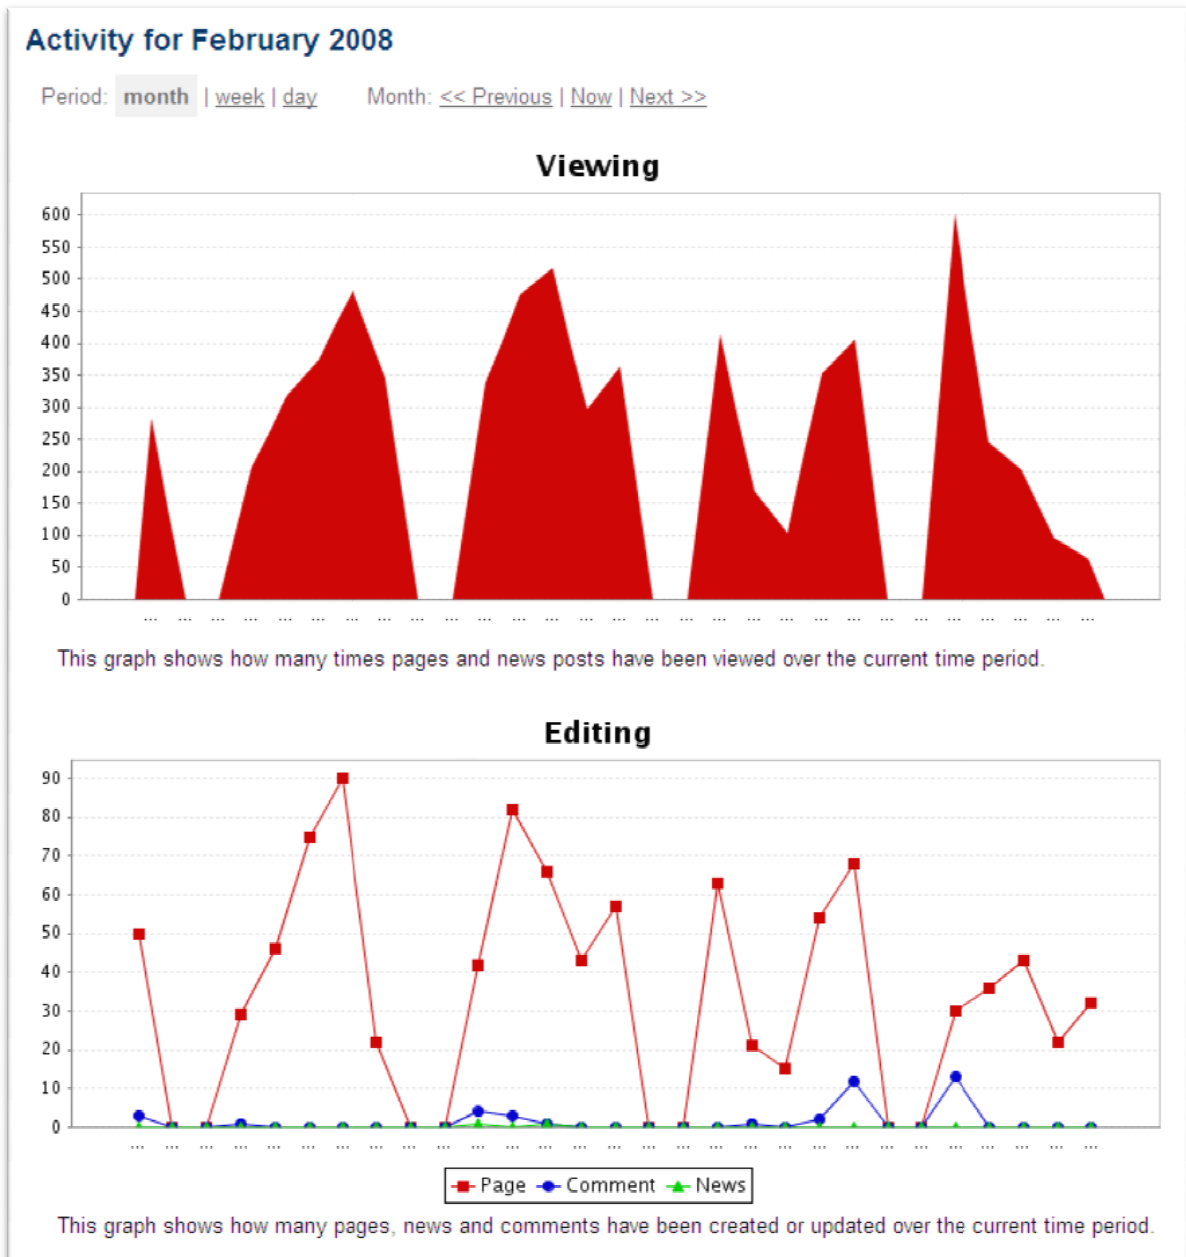 Activity for February 2008
Period: month | week | day Month: << Previous | Now | Next >>
Viewing
600
550
500
450
400
350
300
250
200
150
100
50
0
... ... ... ... ... ... ... ... ... ... ... ... ... ... ... ... ... ... ... ... ... ... ... ... ... ... ... ... ...
This graph shows how many times pages and news posts have been viewed over the current time period.
Editing
90
80
70
60
50
40
30
20
10
0
... ... ... ... ... ... ... ... ... ... ... ... ... ... ... ... ... ... ... ... ... ... ... ... ... ... ... ... ...
Page Comment News
This graph shows how many pages, news and comments have been created or updated over the current time period.